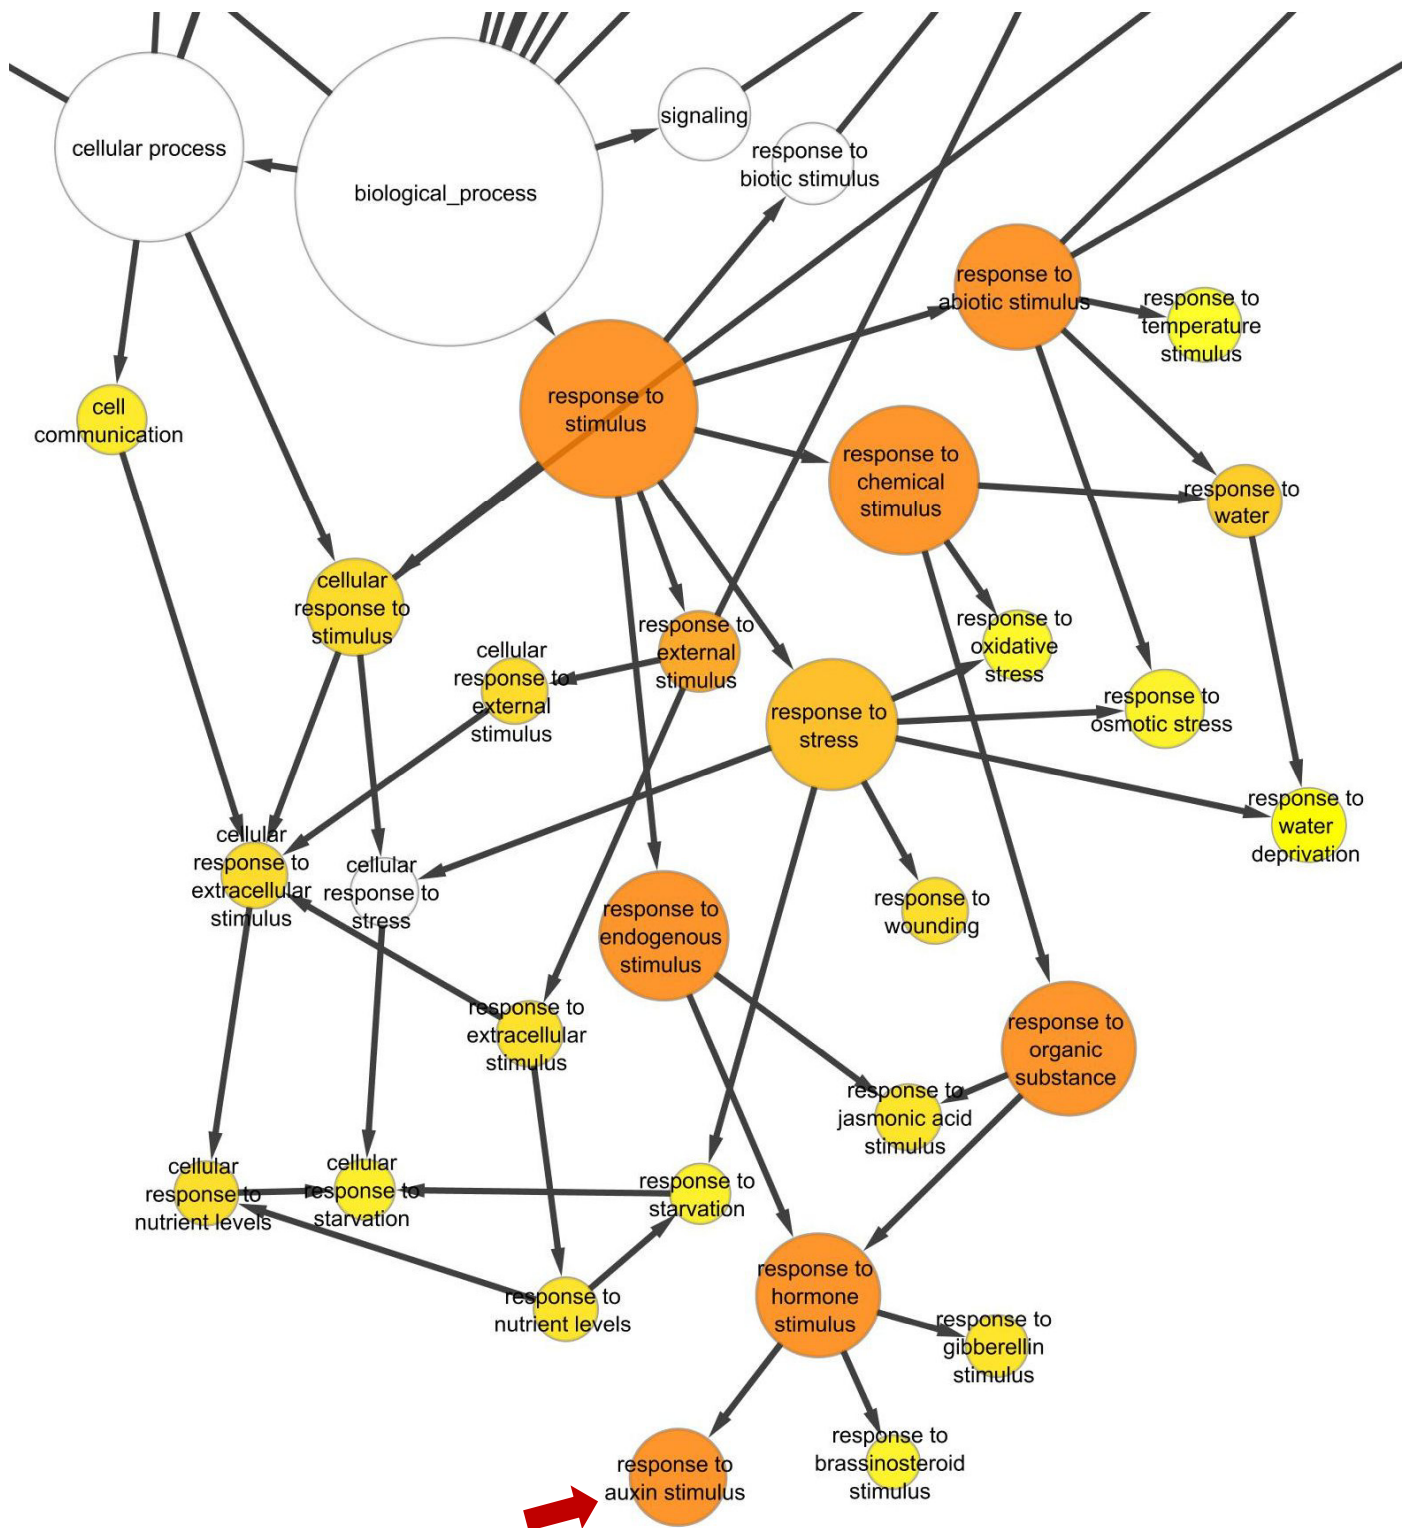 signaling
cellular process
response to
biotic stimulus
biological_process
response to
abiotic stimulus
response to
temperature
stimulus
response to
stimulus
cell
communication
response to
chemical
stimulus
response to
water
cellular
response to
stimulus
response to
external
stimulus
response to
oxidative
stress
cellular
response to
external
stimulus
response to
stress
response to
osmotic stress
response to
water
deprivation
cellular
response to
extracellular
stimulus
cellular
response to
stress
response to
endogenous
stimulus
response to
wounding
response to
extracellular
stimulus
response to
organic
substance
response to
jasmonic acid
stimulus
cellular
response to
nutrient levels
cellular
response to
starvation
response to
starvation
response to
nutrient levels
response to
hormone
stimulus
response to
gibberellin
stimulus
response to
auxin stimulus
response to
brassinosteroid
stimulus